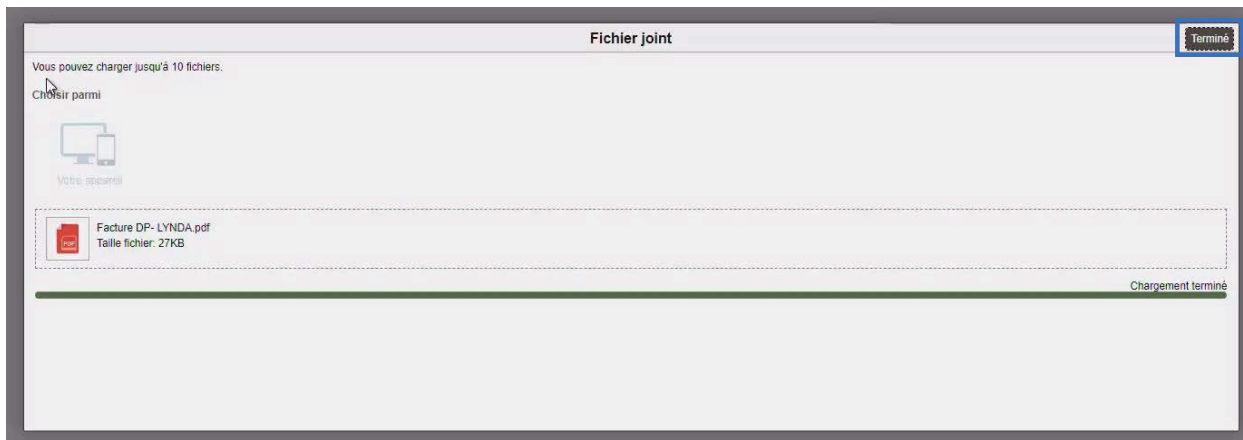 Fichier joint
Terminé
Vous pouvez charger jusqu'à 10 fichiers.
Choisir parmi
Votre appareil
PDF
Facture DP- LYNDA.pdf
Taille fichier: 27KB
Chargement terminé